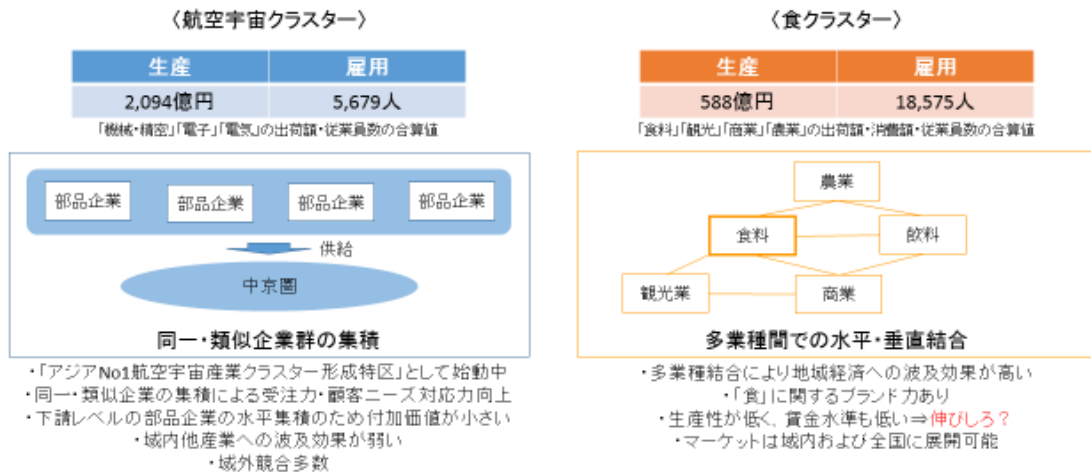 〈航空宇宙クラスター〉
生産 雇用
2,094億円 5,679人
「機械・精密」「電子」「電気」の出荷額・従業員数の合算値
部品企業 部品企業 部品企業 部品企業
供給
中京圏
同一・類似企業群の集積
・「アジアNo1航空宇宙産業クラスター形成特区」として始動中
・同一・類似企業の集積による受注力・顧客ニーズ対応力向上
・下請レベルの部品企業の水平集積のため付加価値が小さい
・域内他産業への波及効果が弱い
・域外競合多数
〈食クラスター〉
生産 雇用
588億円 18,575人
「食料」「観光」「商業」「農業」の出荷額・消費額・従業員数の合算値
農業
食料 飲料
観光業 商業
多業種間での水平・垂直結合
・多業種結合により地域経済への波及効果が高い
・「食」に関するブランド力あり
・生産性が低く、賃金水準も低い⇒伸びしろ？
・マーケットは域内および全国に展開可能